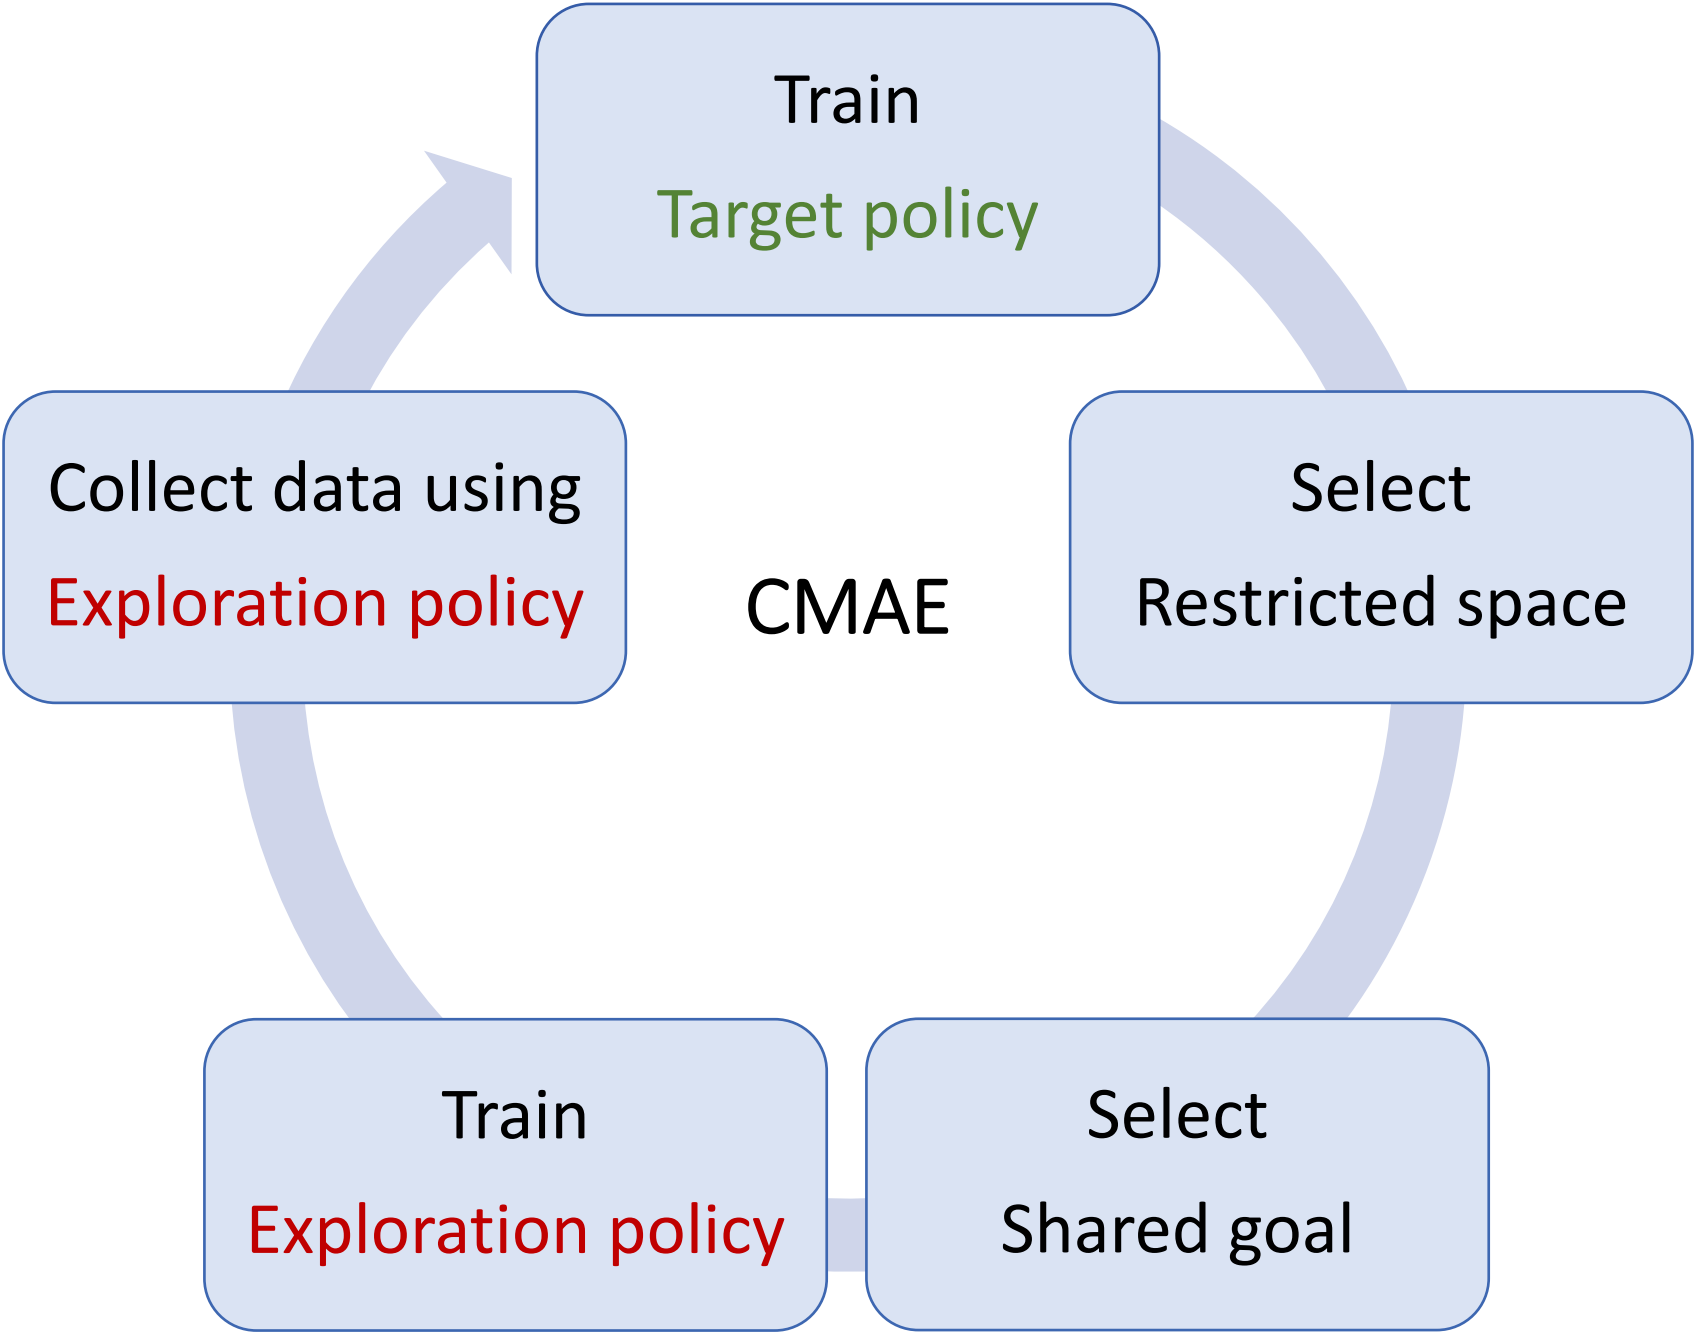 Train
Target policy
Select
Restricted space
Select
Shared goal
Train
Exploration policy
Collect data using
Exploration policy
CMAE